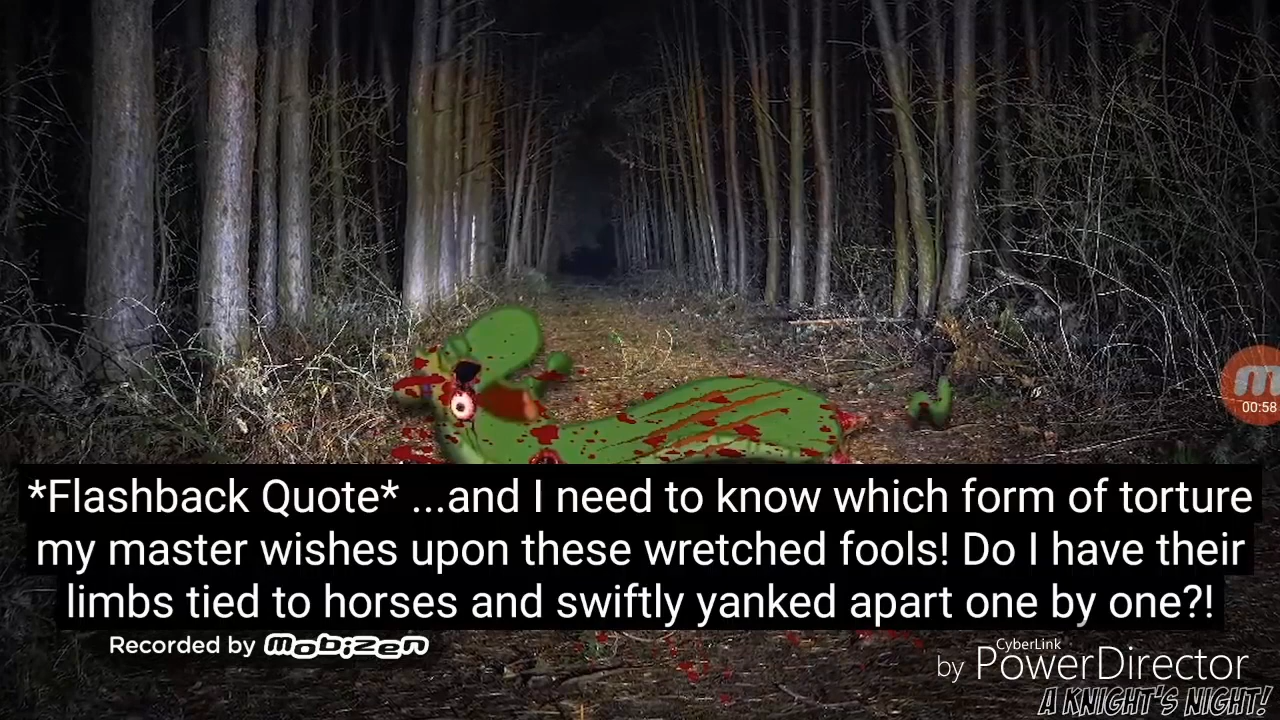 00:58
*Flashback Quote* ...and I need to know which form of torture
my master wishes upon these wretched fools! Do I have their
limbs tied to horses and swiftly yanked apart one by one?!
Recorded by mobizen
CyberLink
by PowerDirector
A KNIGHT'S NIGHT!